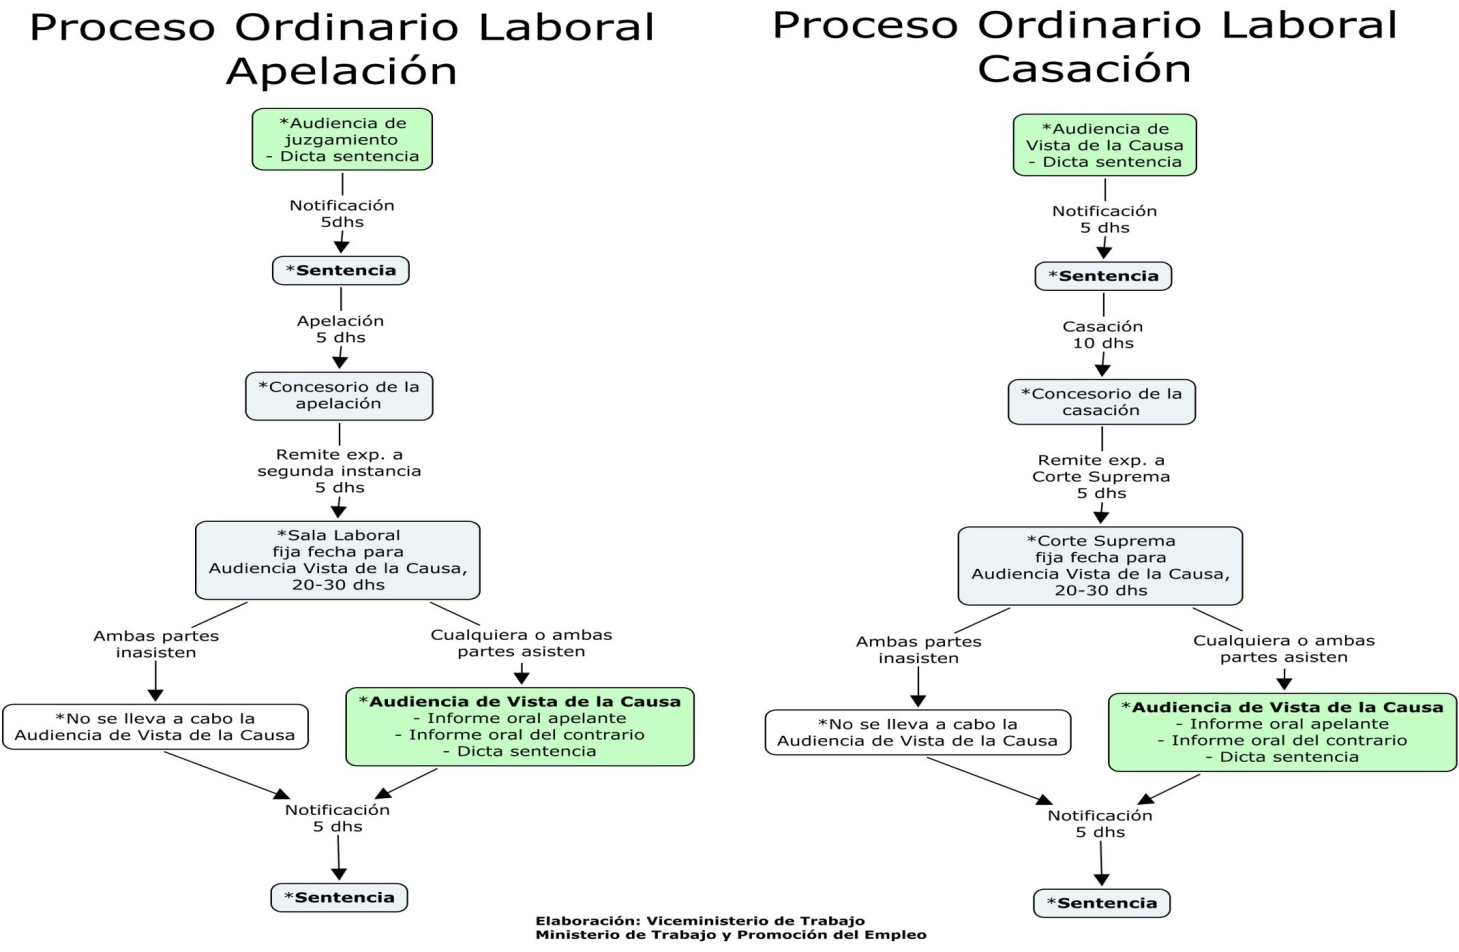 Proceso Ordinario Laboral
Apelación
*Audiencia de
juzgamiento
- Dicta sentencia
Notificación
5dhs
*Sentencia
Apelación
5 dhs
*Concesorio de la
apelación
Remite exp. a
segunda instancia
5 dhs
*Sala Laboral
fija fecha para
Audiencia Vista de la Causa,
20-30 dhs
Ambas partes
inasisten
Cualquiera o ambas
partes asisten
*No se lleva a cabo la
Audiencia de Vista de la Causa
*Audiencia de Vista de la Causa
- Informe oral apelante
- Informe oral del contrario
- Dicta sentencia
Notificación
5 dhs
*Sentencia
Proceso Ordinario Laboral
Casación
*Audiencia de
Vista de la Causa
- Dicta sentencia
Notificación
5 dhs
*Sentencia
Casación
10 dhs
*Concesorio de la
casación
Remite exp. a
Corte Suprema
5 dhs
*Corte Suprema
fija fecha para
Audiencia Vista de la Causa,
20-30 dhs
Ambas partes
inasisten
Cualquiera o ambas
partes asisten
*No se lleva a cabo la
Audiencia de Vista de la Causa
*Audiencia de Vista de la Causa
- Informe oral apelante
- Informe oral del contrario
- Dicta sentencia
Notificación
5 dhs
*Sentencia
Elaboración: Viceministerio de Trabajo
Ministerio de Trabajo y Promoción del Empleo